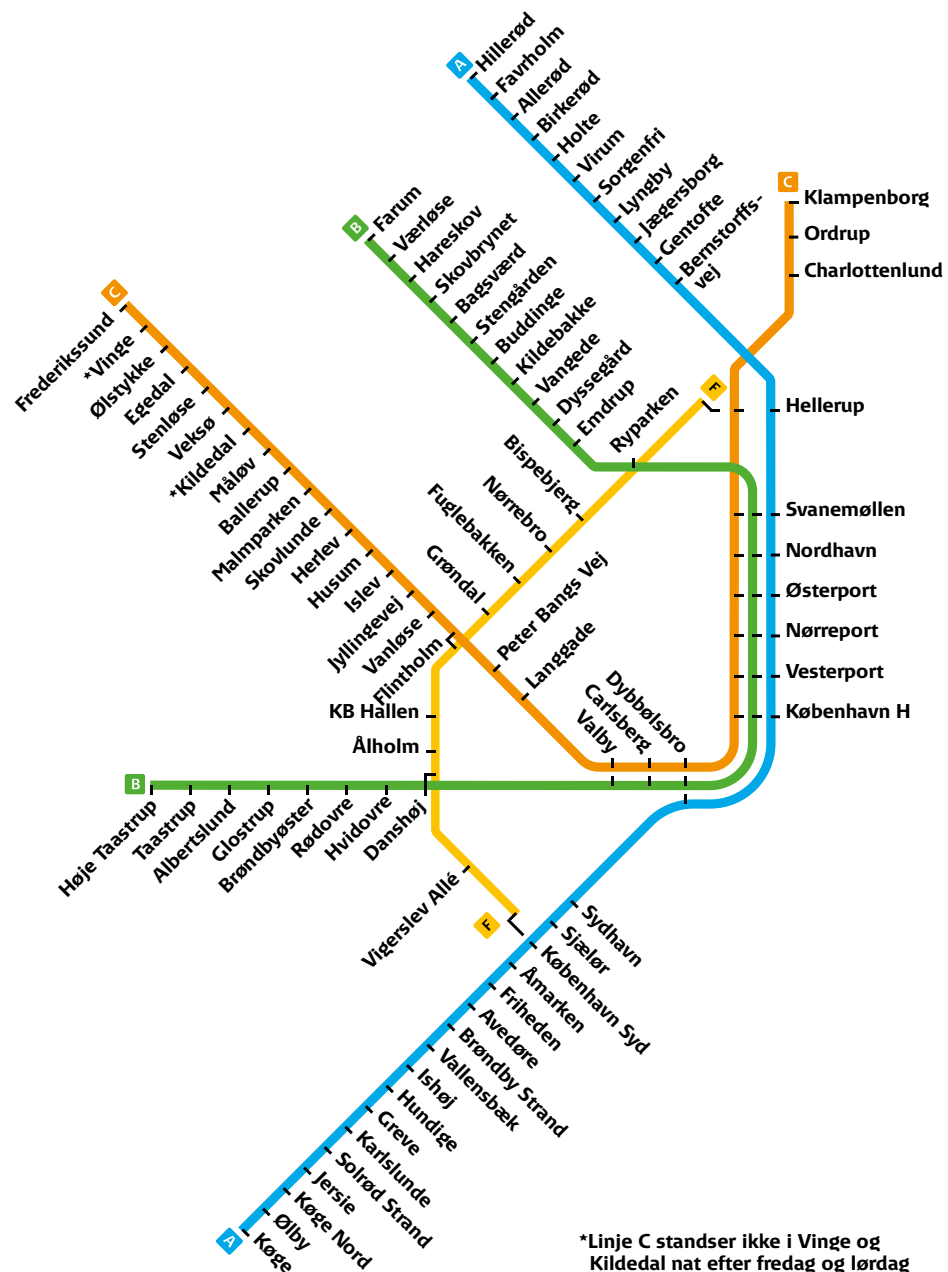 A
Hillerød
Favrholm
Allerød
Birkerød
Holte
Virum
Sorgenfri
Lyngby
Jægersborg
Gentofte
Bernstorffs-
vej
C
Klampenborg
Ordrup
Charlottenlund
B
Farum
Værløse
Hareskov
Skovbrynet
Bagsværd
Stengården
Buddinge
Kildebakke
Vangede
Dyssegård
Emdrup
Ryparken
C
Frederikssund
*Vinge
Ølstykke
Egedal
Stenløse
Veksø
*Kildedal
Måløv
Ballerup
Malmparken
Skovlunde
Herlev
Husum
Islev
Jyllingevej
Vanløse
Flintholm
Peter Bangs Vej
Langgade
Valby
Carlsberg
Dybbølsbro
F
Hellerup
Bispebjerg
Nørrebro
Fuglebakken
Grøndal
KB Hallen
Ålholm
Svanemøllen
Nordhavn
Østerport
Nørreport
Vesterport
København H
B
Høje Taastrup
Taastrup
Albertslund
Glostrup
Brøndbyøster
Rødovre
Hvidovre
Danshøj
Vigerslev Allé
F
Sydhavn
Sjælør
København Syd
Åmarken
Friheden
Avedøre
Brøndby Strand
Vallensbæk
Ishøj
Hundige
Greve
Karlslunde
Solrød Strand
Jersie
Køge Nord
Ølby
Køge
A
*Linje C standser ikke i Vinge og
Kildedal nat efter fredag og lørdag